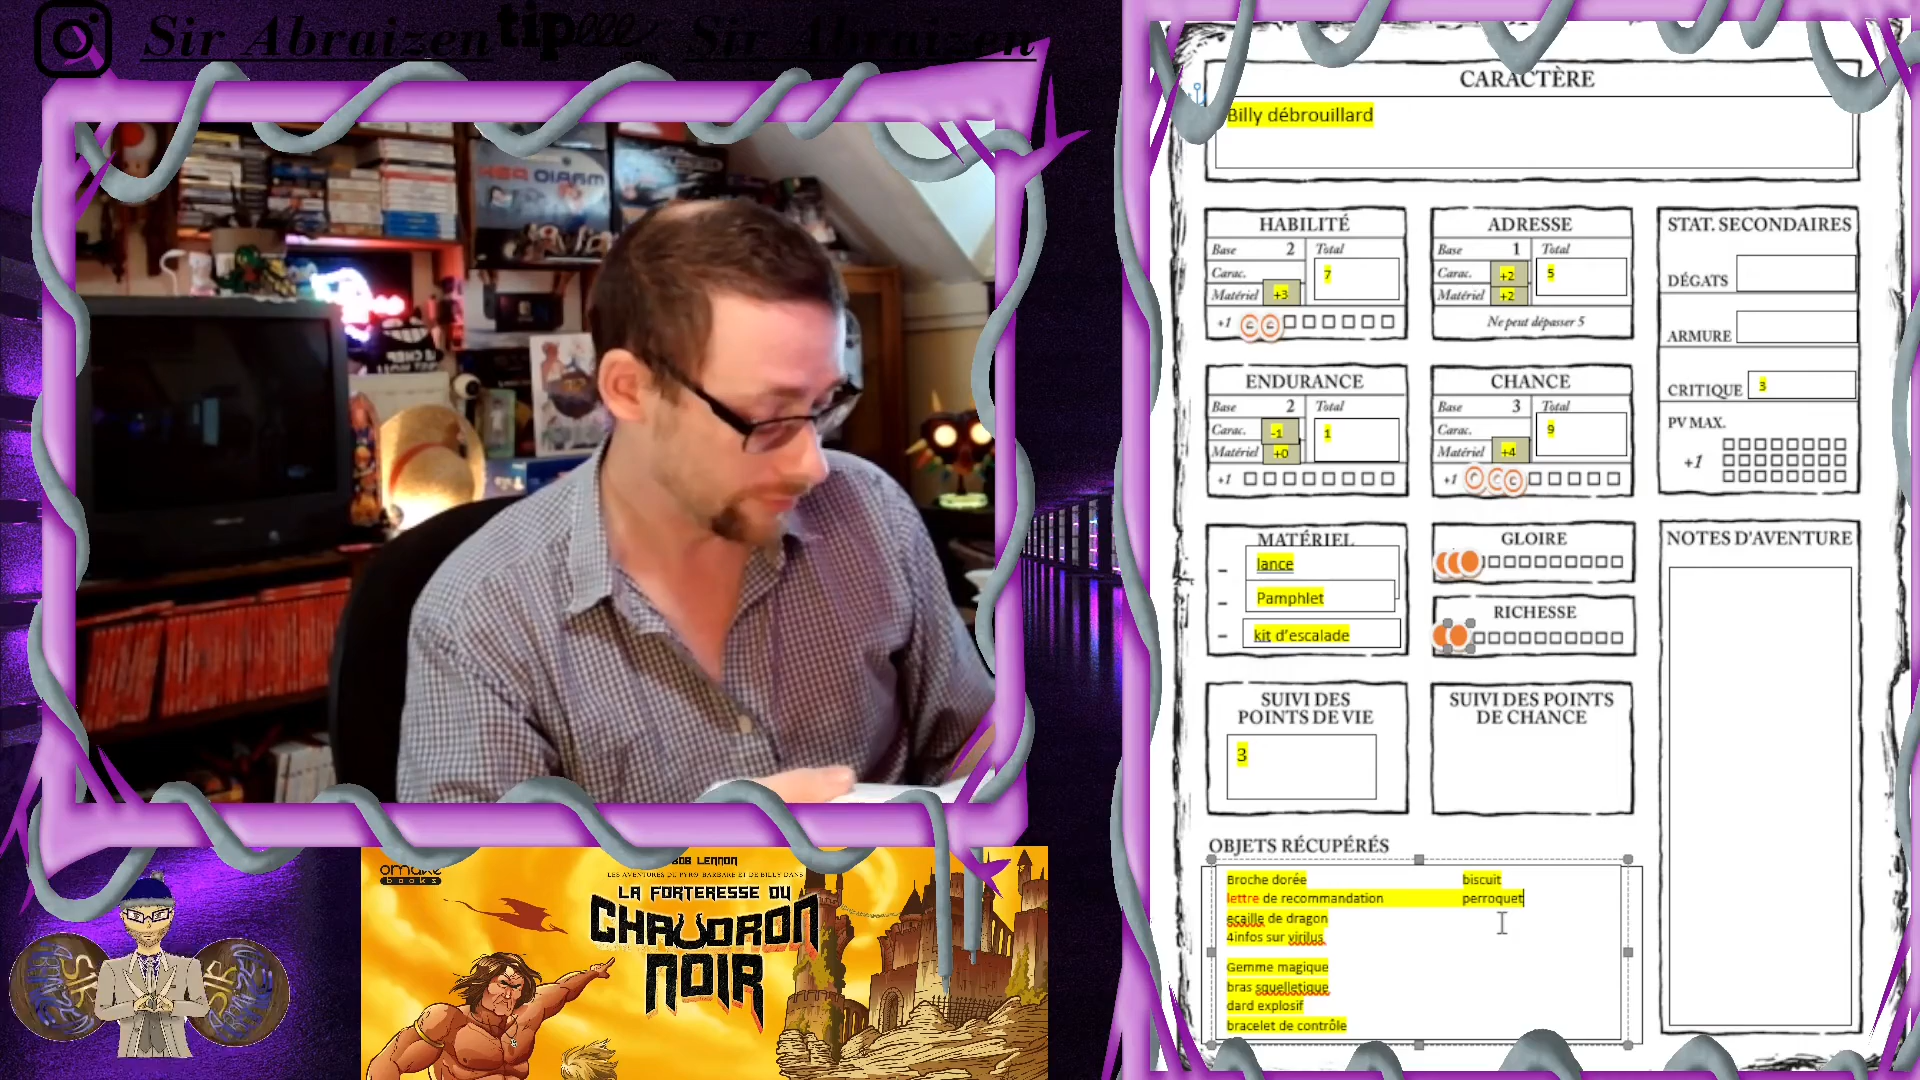 Sir Abraizen
tip
Sir Abraizen
MARIO
omake
books
BOB LENNON
LES AVENTURES DU PYRO-BARBARE ET DE BILLY DANS
LA FORTERESSE DU
CHAUDRON
NOIR
CARACTÈRE
Billy débrouillard
HABILITÉ
Base 2 Total
Carac. 7
Matériel +3
+1
ADRESSE
Base 1 Total
Carac. +2 5
Matériel +2
Ne peut dépasser 5
STAT. SECONDAIRES
DÉGATS
ARMURE
CRITIQUE 3
PV MAX.
+1
ENDURANCE
Base 2 Total
Carac. -1 1
Matériel +0
+1
CHANCE
Base 3 Total
Carac. 9
Matériel +4
+1
MATÉRIEL
- lance
- Pamphlet
- kit d'escalade
GLOIRE
RICHESSE
NOTES D'AVENTURE
SUIVI DES
POINTS DE VIE
3
SUIVI DES POINTS
DE CHANCE
OBJETS RÉCUPÉRÉS
Broche dorée biscuit
lettre de recommandation perroquet
ecaille de dragon
4infos sur virilus
Gemme magique
bras squelletique
dard explosif
bracelet de contrôle